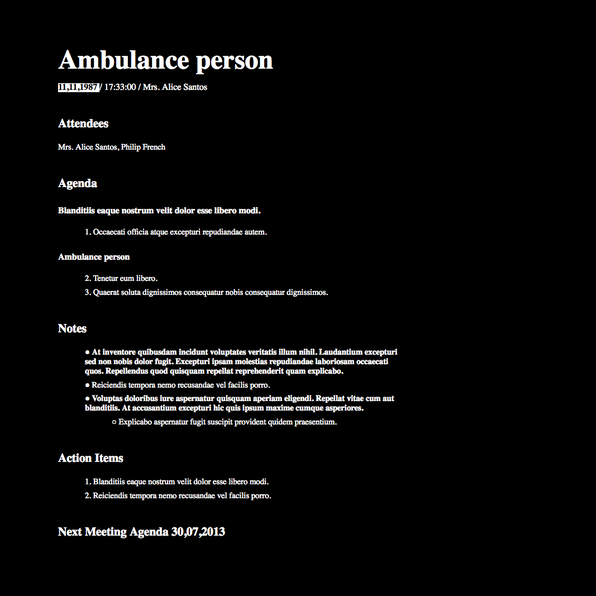 Ambulance person
11,11,1987 / 17:33:00 / Mrs. Alice Santos
Attendees
Mrs. Alice Santos, Philip French
Agenda
Blanditiis eaque nostrum velit dolor esse libero modi.
1. Occaecati officia atque excepturi repudiandae autem.
Ambulance person
2. Tenetur eum libero.
3. Quaerat soluta dignissimos consequatur nobis consequatur dignissimos.
Notes
● At inventore quibusdam incidunt voluptates veritatis illum nihil. Laudantium excepturi
sed non nobis dolor fugit. Excepturi ipsam molestias repudiandae laboriosam occaecati
quos. Repellendus quod quisquam repellat reprehenderit quam explicabo.
● Reiciendis tempora nemo recusandae vel facilis porro.
● Voluptas doloribus iure aspernatur quisquam aperiam eligendi. Repellat vitae cum aut
blanditiis. At accusantium excepturi hic quis ipsum maxime cumque asperiores.
○ Explicabo aspernatur fugit suscipit provident quidem praesentium.
Action Items
1. Blanditiis eaque nostrum velit dolor esse libero modi.
2. Reiciendis tempora nemo recusandae vel facilis porro.
Next Meeting Agenda 30,07,2013